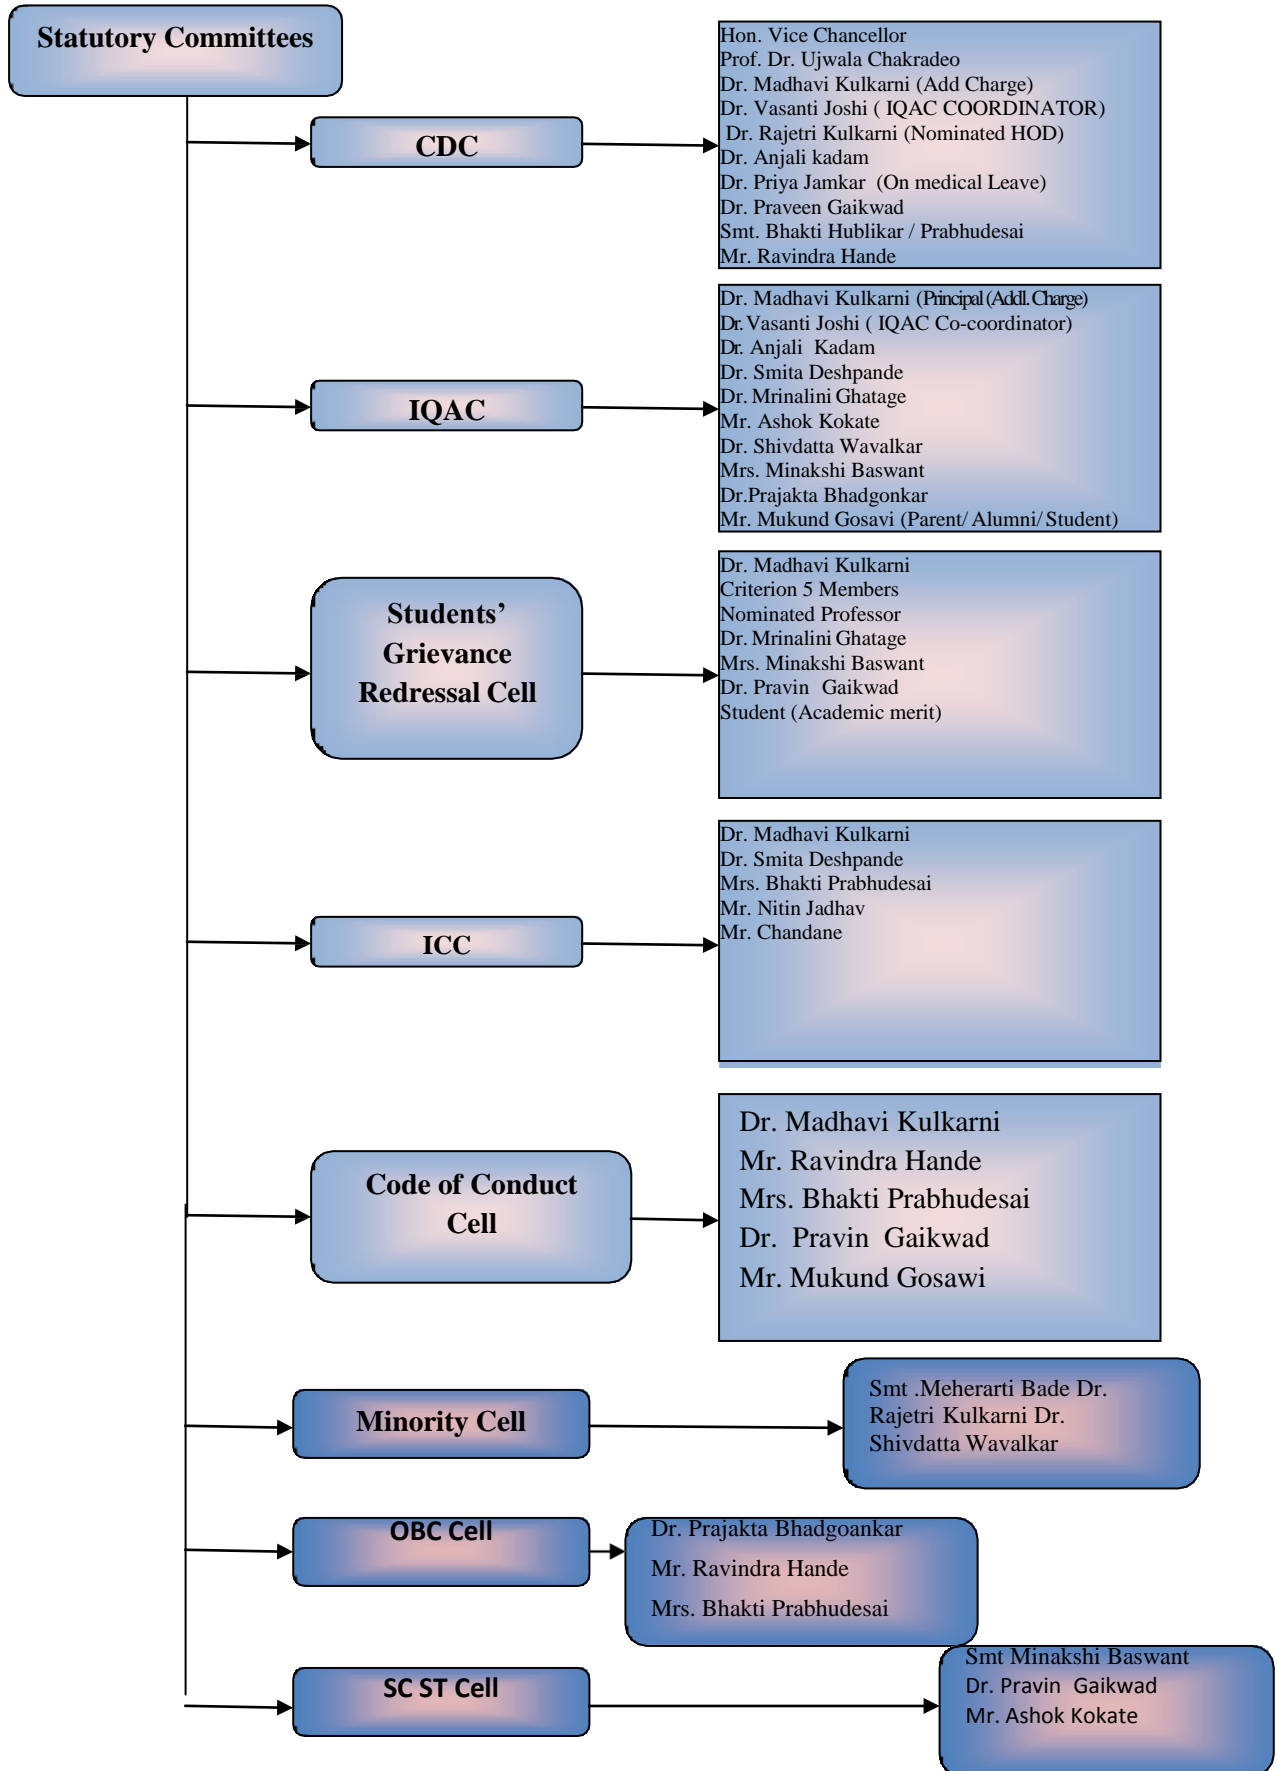 Statutory Committees
CDC
Hon. Vice Chancellor
Prof. Dr. Ujwala Chakradeo
Dr. Madhavi Kulkarni (Add Charge)
Dr. Vasanti Joshi ( IQAC COORDINATOR)
Dr. Rajetri Kulkarni (Nominated HOD)
Dr. Anjali kadam
Dr. Priya Jamkar (On medical Leave)
Dr. Praveen Gaikwad
Smt. Bhakti Hublikar / Prabhudesai
Mr. Ravindra Hande
IQAC
Dr. Madhavi Kulkarni (Principal (Addl. Charge)
Dr. Vasanti Joshi ( IQAC Co-coordinator)
Dr. Anjali Kadam
Dr. Smita Deshpande
Dr. Mrinalini Ghatage
Mr. Ashok Kokate
Dr. Shivdatta Wavalkar
Mrs. Minakshi Baswant
Dr.Prajakta Bhadgonkar
Mr. Mukund Gosavi (Parent/ Alumni/ Student)
Students’
Grievance
Redressal Cell
Dr. Madhavi Kulkarni
Criterion 5 Members
Nominated Professor
Dr. Mrinalini Ghatage
Mrs. Minakshi Baswant
Dr. Pravin Gaikwad
Student (Academic merit)
ICC
Dr. Madhavi Kulkarni
Dr. Smita Deshpande
Mrs. Bhakti Prabhudesai
Mr. Nitin Jadhav
Mr. Chandane
Code of Conduct
Cell
Dr. Madhavi Kulkarni
Mr. Ravindra Hande
Mrs. Bhakti Prabhudesai
Dr. Pravin Gaikwad
Mr. Mukund Gosawi
Minority Cell
Smt .Meherarti Bade Dr.
Rajetri Kulkarni Dr.
Shivdatta Wavalkar
OBC Cell
Dr. Prajakta Bhadgoankar
Mr. Ravindra Hande
Mrs. Bhakti Prabhudesai
SC ST Cell
Smt Minakshi Baswant
Dr. Pravin Gaikwad
Mr. Ashok Kokate